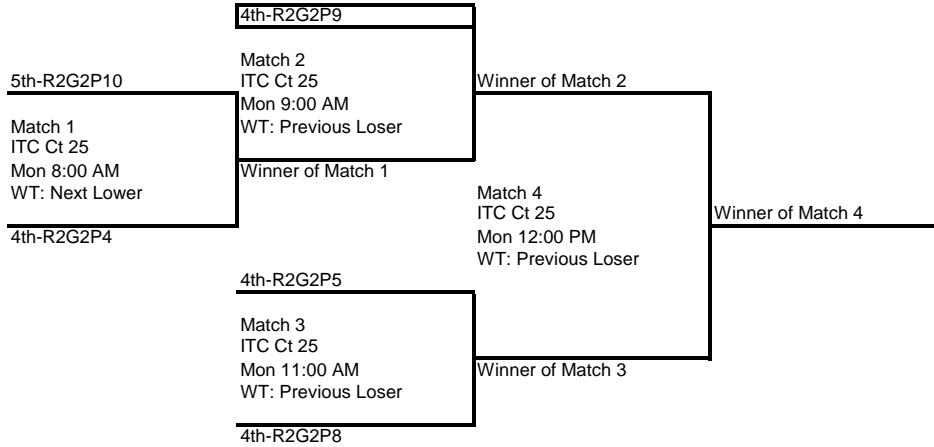 4th-R2G2P9
Match 2
ITC Ct 25
Mon 9:00 AM
WT: Previous Loser
5th-R2G2P10
Winner of Match 2
Match 1
ITC Ct 25
Mon 8:00 AM
WT: Next Lower
Winner of Match 1
4th-R2G2P4
Match 4
ITC Ct 25
Mon 12:00 PM
WT: Previous Loser
Winner of Match 4
4th-R2G2P5
Match 3
ITC Ct 25
Mon 11:00 AM
WT: Previous Loser
Winner of Match 3
4th-R2G2P8